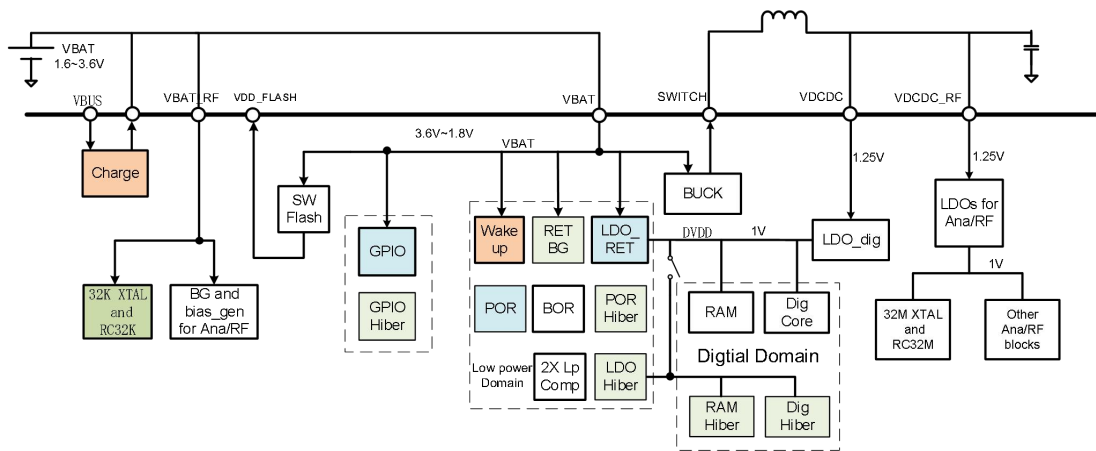 VBAT
1.6~3.6V
VBUS
VBAT_RF
VDD_FLASH
VBAT
SWITCH
VDCDC
VDCDC_RF
3.6V~1.8V
VBAT
1.25V
1.25V
Charge
SW
Flash
BUCK
LDOs for
Ana/RF
GPIO
Wake
up
RET
BG
LDO_
RET
DVDD
1V
LDO_dig
1V
32K XTAL
and
RC32K
BG and
bias_gen
for Ana/RF
GPIO
Hiber
POR
BOR
POR
Hiber
RAM
Dig
Core
32M XTAL
and
RC32M
Other
Ana/RF
blocks
Digtial Domain
Low power
Domain
2X Lp
Comp
LDO
Hiber
RAM
Hiber
Dig
Hiber